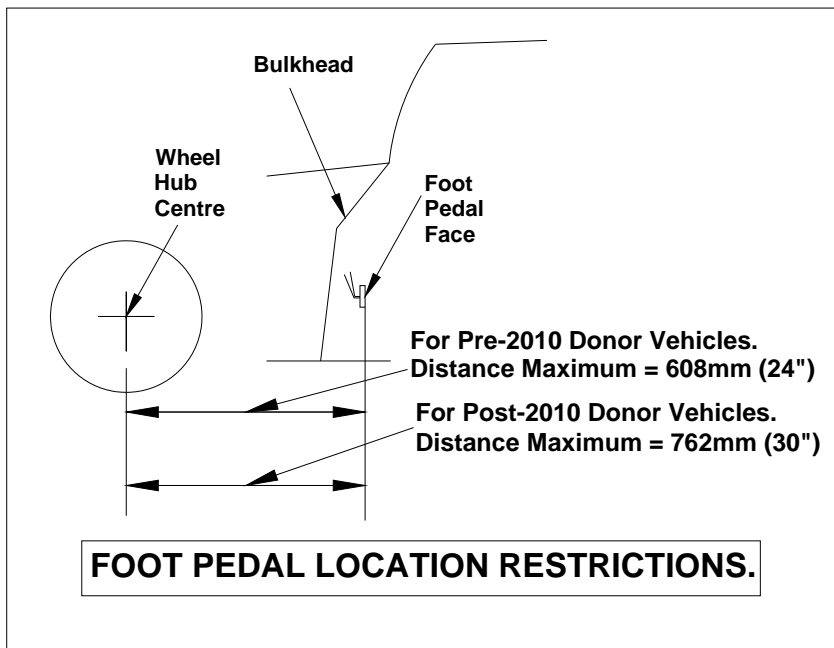 Bulkhead
Wheel
Hub
Centre
Foot
Pedal
Face
For Pre-2010 Donor Vehicles.
Distance Maximum = 608mm (24")
For Post-2010 Donor Vehicles.
Distance Maximum = 762mm (30")
FOOT PEDAL LOCATION RESTRICTIONS.